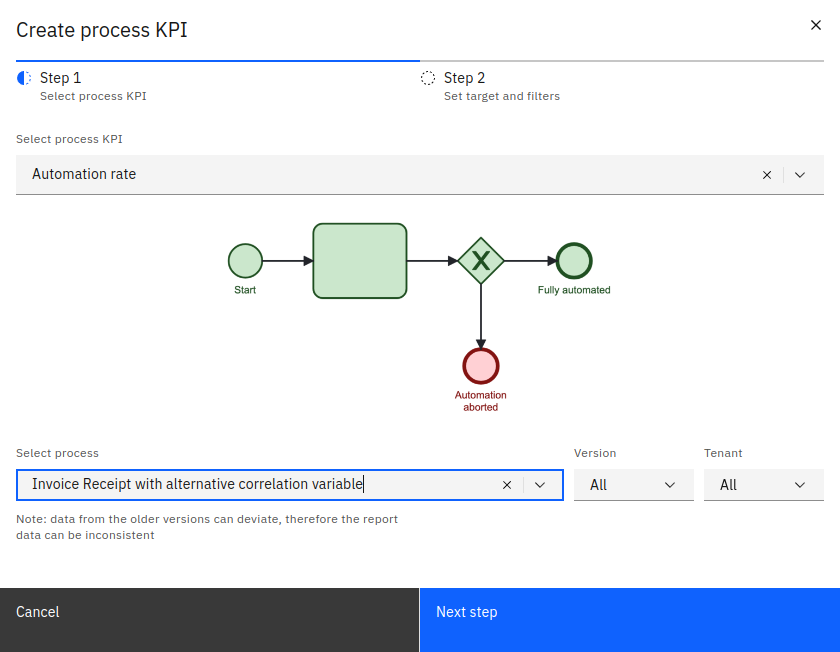 Create process KPI
Step 1
Select process KPI
Step 2
Set target and filters
Select process KPI
Automation rate
Start
X
Fully automated
Automation
aborted
Select process
Version
Tenant
Invoice Receipt with alternative correlation variable
All
All
Note: data from the older versions can deviate, therefore the report
data can be inconsistent
Cancel
Next step